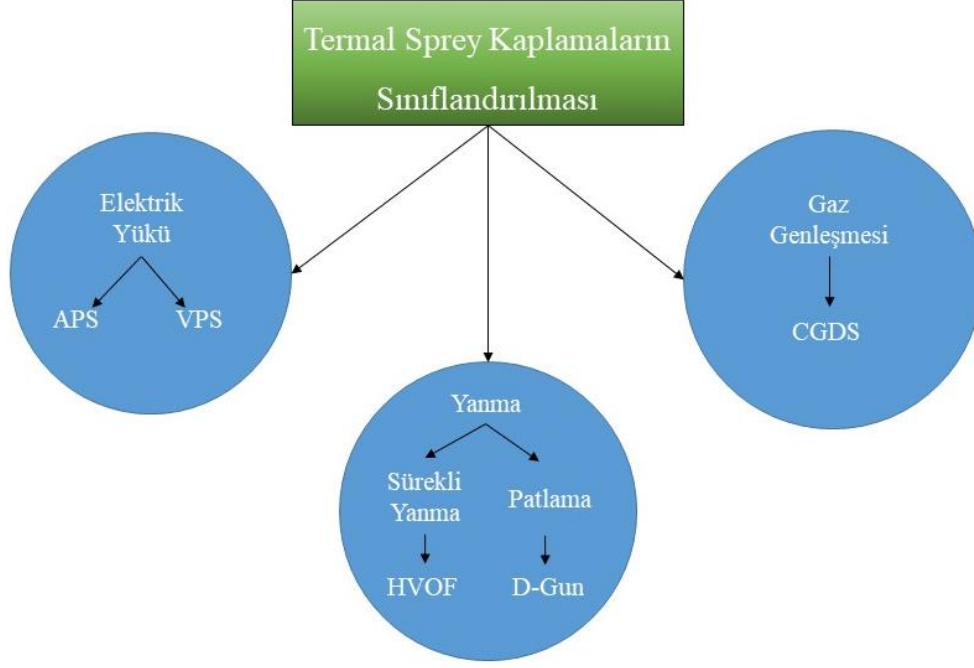 Termal Sprey Kaplamaların
Sınıflandırılması
Elektrik
Yükü
APS
VPS
Yanma
Sürekli
Yanma
HVOF
Patlama
D-Gun
Gaz
Genleşmesi
CGDS